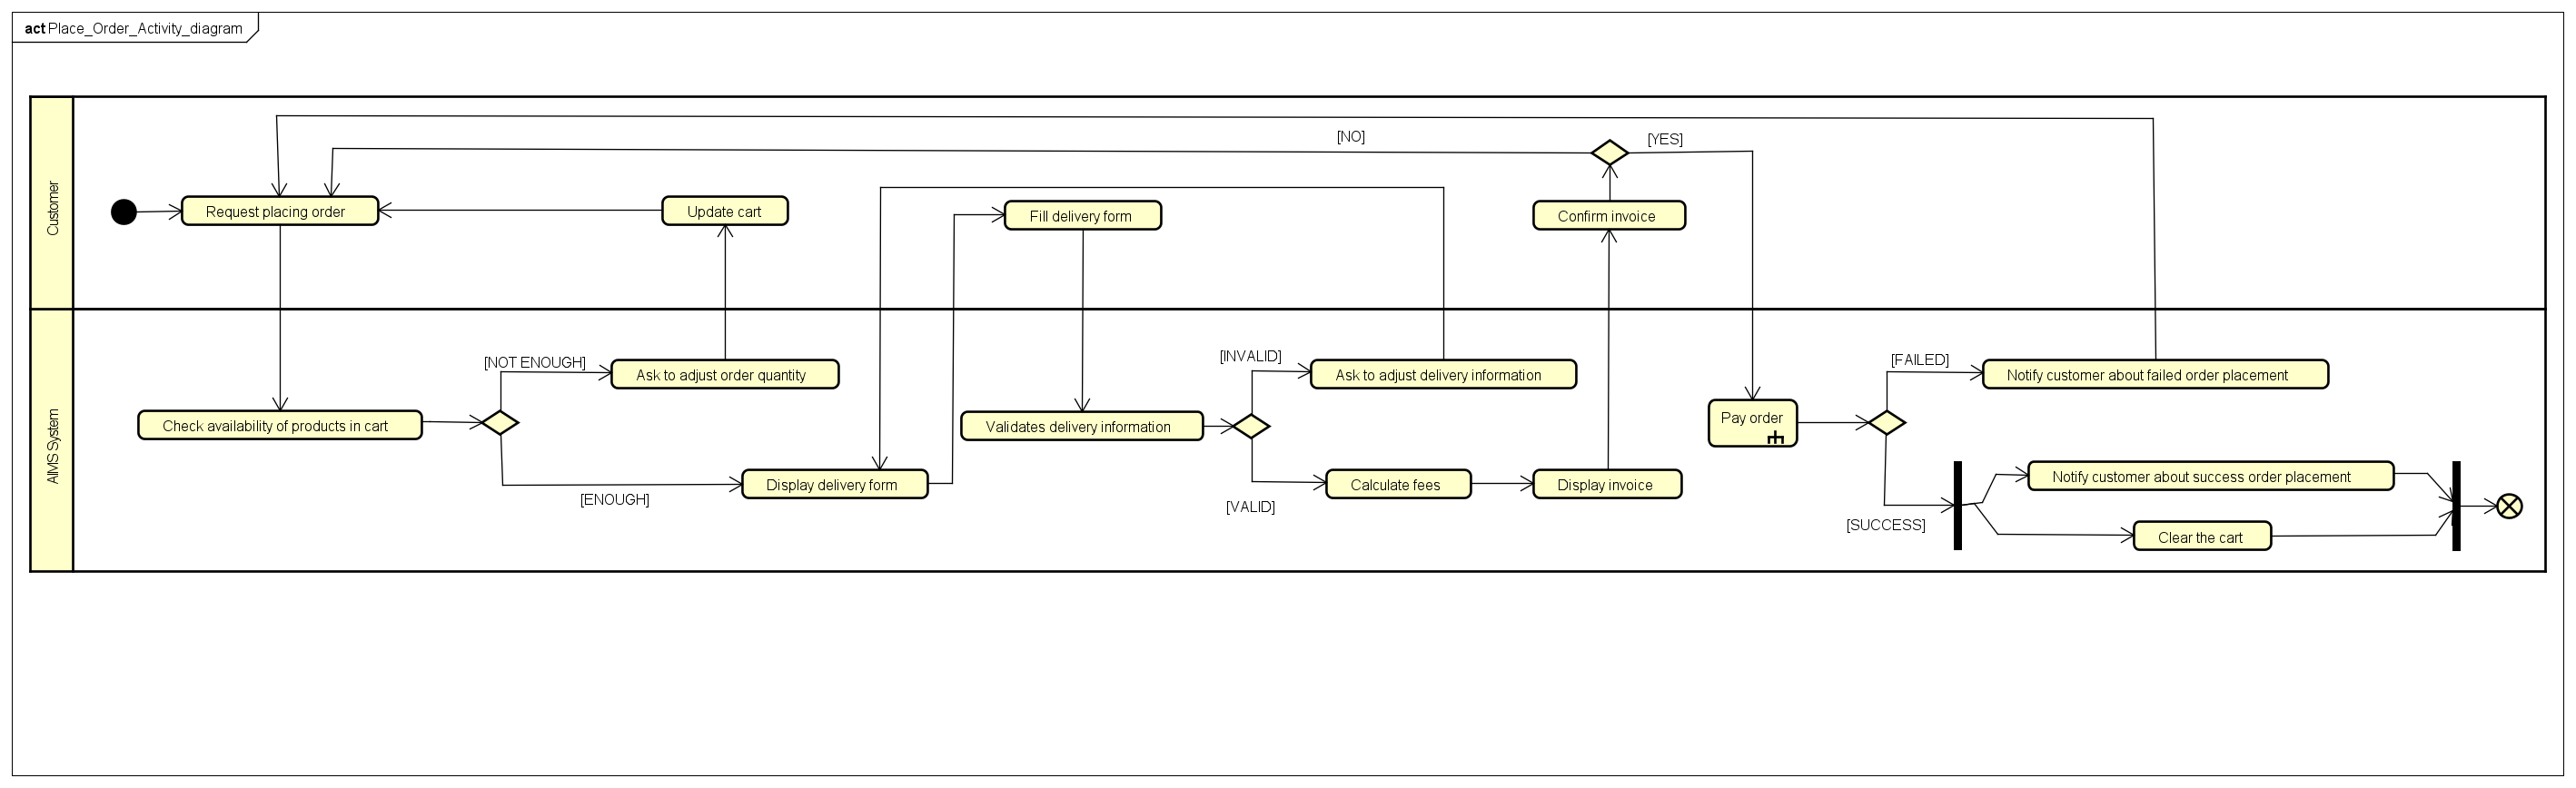 act Place_Order_Activity_diagram
Customer
[NO]
[YES]
Request placing order
Update cart
Fill delivery form
Confirm invoice
AIMS System
[NOT ENOUGH]
Ask to adjust order quantity
[INVALID]
Ask to adjust delivery information
[FAILED]
Notify customer about failed order placement
Check availability of products in cart
Validates delivery information
Pay order
Display delivery form
[ENOUGH]
Calculate fees
Display invoice
[VALID]
Notify customer about success order placement
[SUCCESS]
Clear the cart